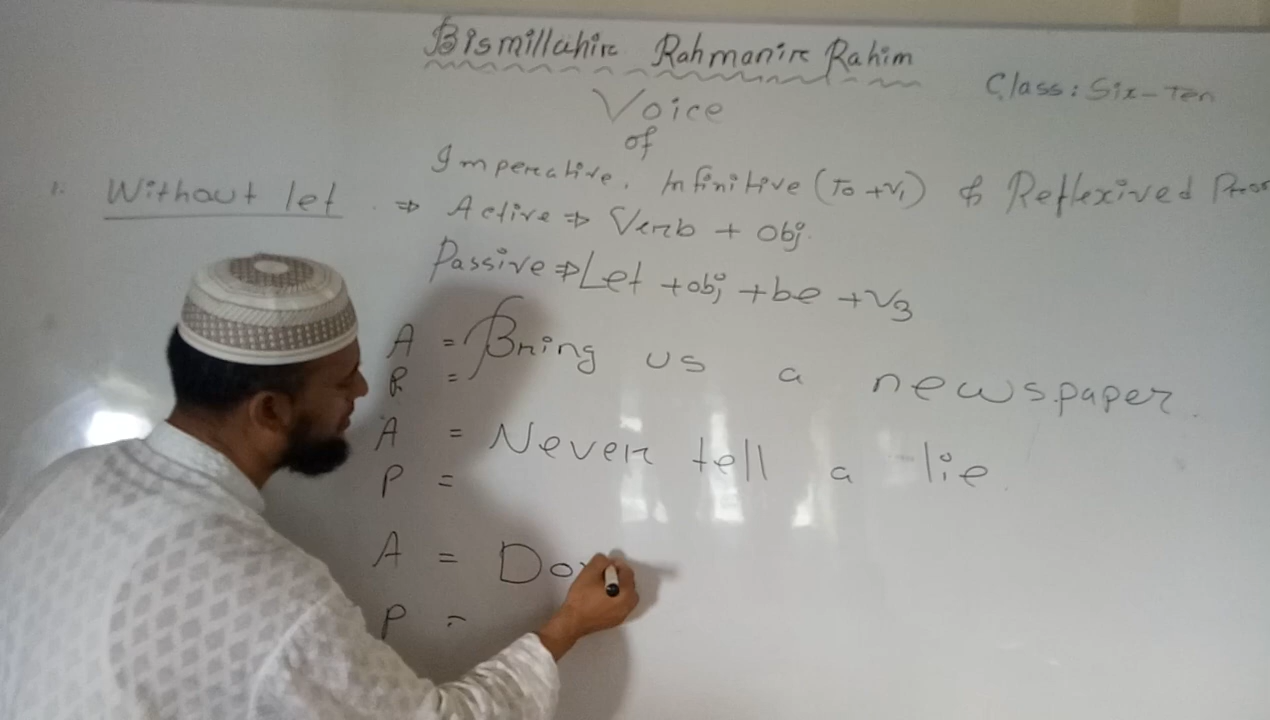 Bismillahir Rahmanir Rahim
Class: Six-Ten
Voice
of
Imperative, Infinitive (To +V1) & Reflexived
1. Without let ⇒ Active ⇒ Verb + obj.
Passive ⇒ Let + obj + be + V3
A = Bring us a newspaper.
P =
A = Never tell a lie.
P =
A = Do
P =